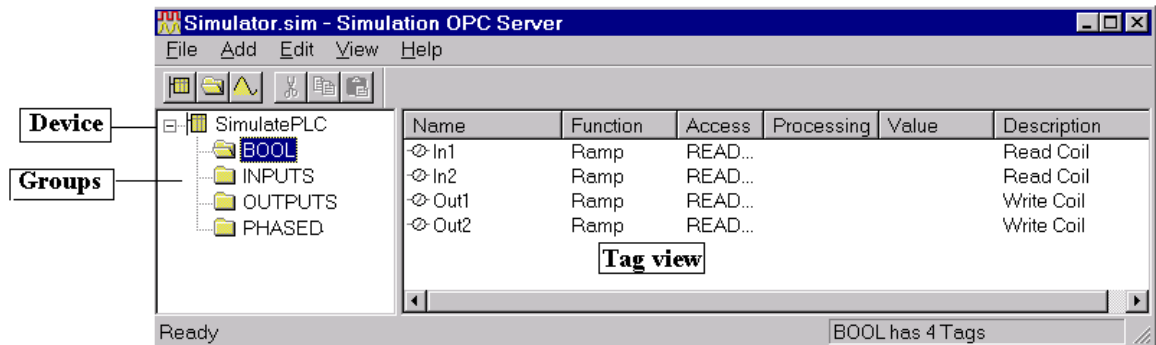 Simulator.sim - Simulation OPC Server
File Add Edit View Help
Device
SimulatePLC
BOOL
Groups
INPUTS
OUTPUTS
PHASED
Name Function Access Processing Value Description
In1 Ramp READ... Read Coil
In2 Ramp READ... Read Coil
Out1 Ramp READ... Write Coil
Out2 Ramp READ... Write Coil
Tag view
Ready
BOOL has 4 Tags